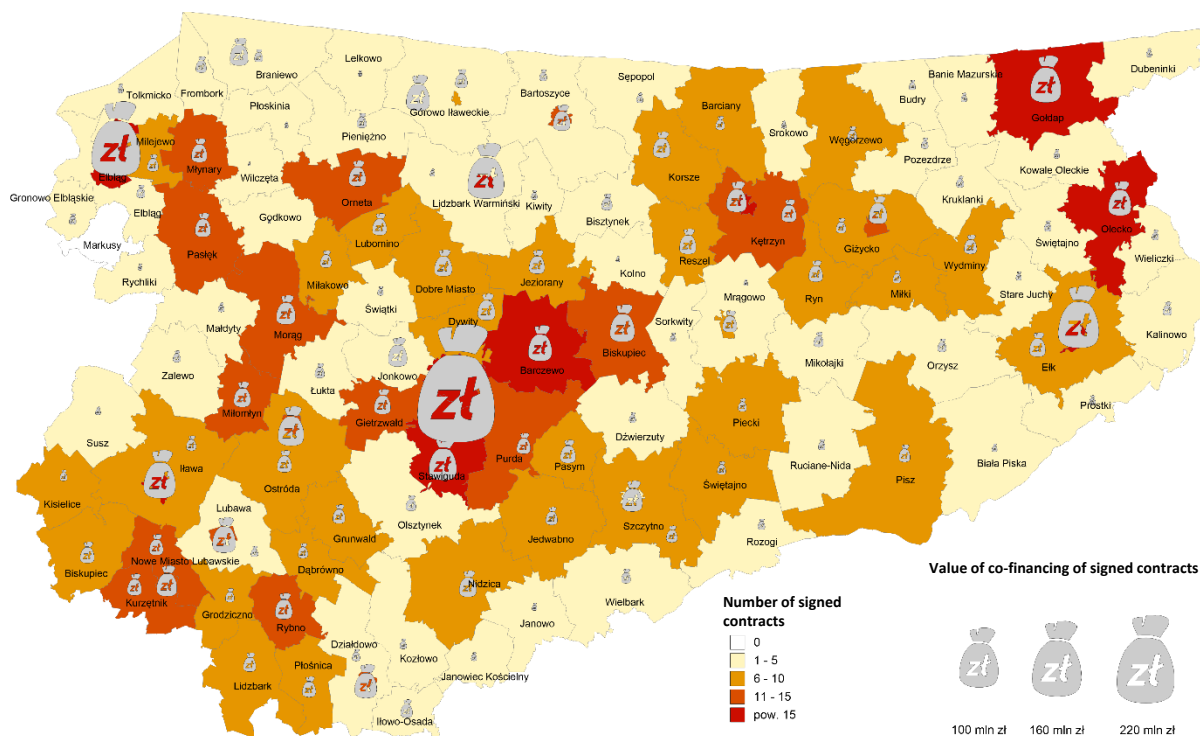 Lelkowo
Braniewo
Tolkmicko
Frombork
Płoskinia
Pieniężno
Górowo Iławeckie
Bartoszyce
Sępopol
Barciany
Srokowo
Węgorzewo
Budry
Banie Mazurskie
Gołdap
Dubeninki
Milejewo
Młynary
Elbląg
Wilczęta
Orneta
Lidzbark Warmiński
Kiwity
Bisztynek
Korsze
Pozezdrze
Kowale Oleckie
Kruklanki
Gronowo Elbląskie
Elbląg
Godkowo
Markusy
Pasłęk
Lubomino
Reszel
Kętrzyn
Giżycko
Wydminy
Świętajno
Olecko
Wieliczki
Rychliki
Miłakowo
Dobre Miasto
Jeziorany
Kolno
Ryn
Miłki
Stare Juchy
Małdyty
Morąg
Świątki
Dywity
Barczewo
Biskupiec
Sorkwity
Mrągowo
Mikołajki
Orzysz
Ełk
Kalinowo
Zalewo
Łukta
Jonkowo
Miłomłyn
Gietrzwałd
Prostki
Susz
Iława
Ostróda
Stawiguda
Purda
Pasym
Dźwierzuty
Piecki
Ruciane-Nida
Pisz
Biała Piska
Kisielice
Lubawa
Olsztynek
Grunwald
Jedwabno
Szczytno
Świętajno
Rozogi
Biskupiec
Nowe Miasto Lubawskie
Kurzętnik
Dąbrówno
Grodziczno
Rybno
Nidzica
Wielbark
Janowo
Lidzbark
Płośnica
Działdowo
Kozłowo
Janowiec Kościelny
Iłowo-Osada
zł
Number of signed
contracts
0
1 - 5
6 - 10
11 - 15
pow. 15
Value of co-financing of signed contracts
zł zł zł
100 mln zł 160 mln zł 220 mln zł